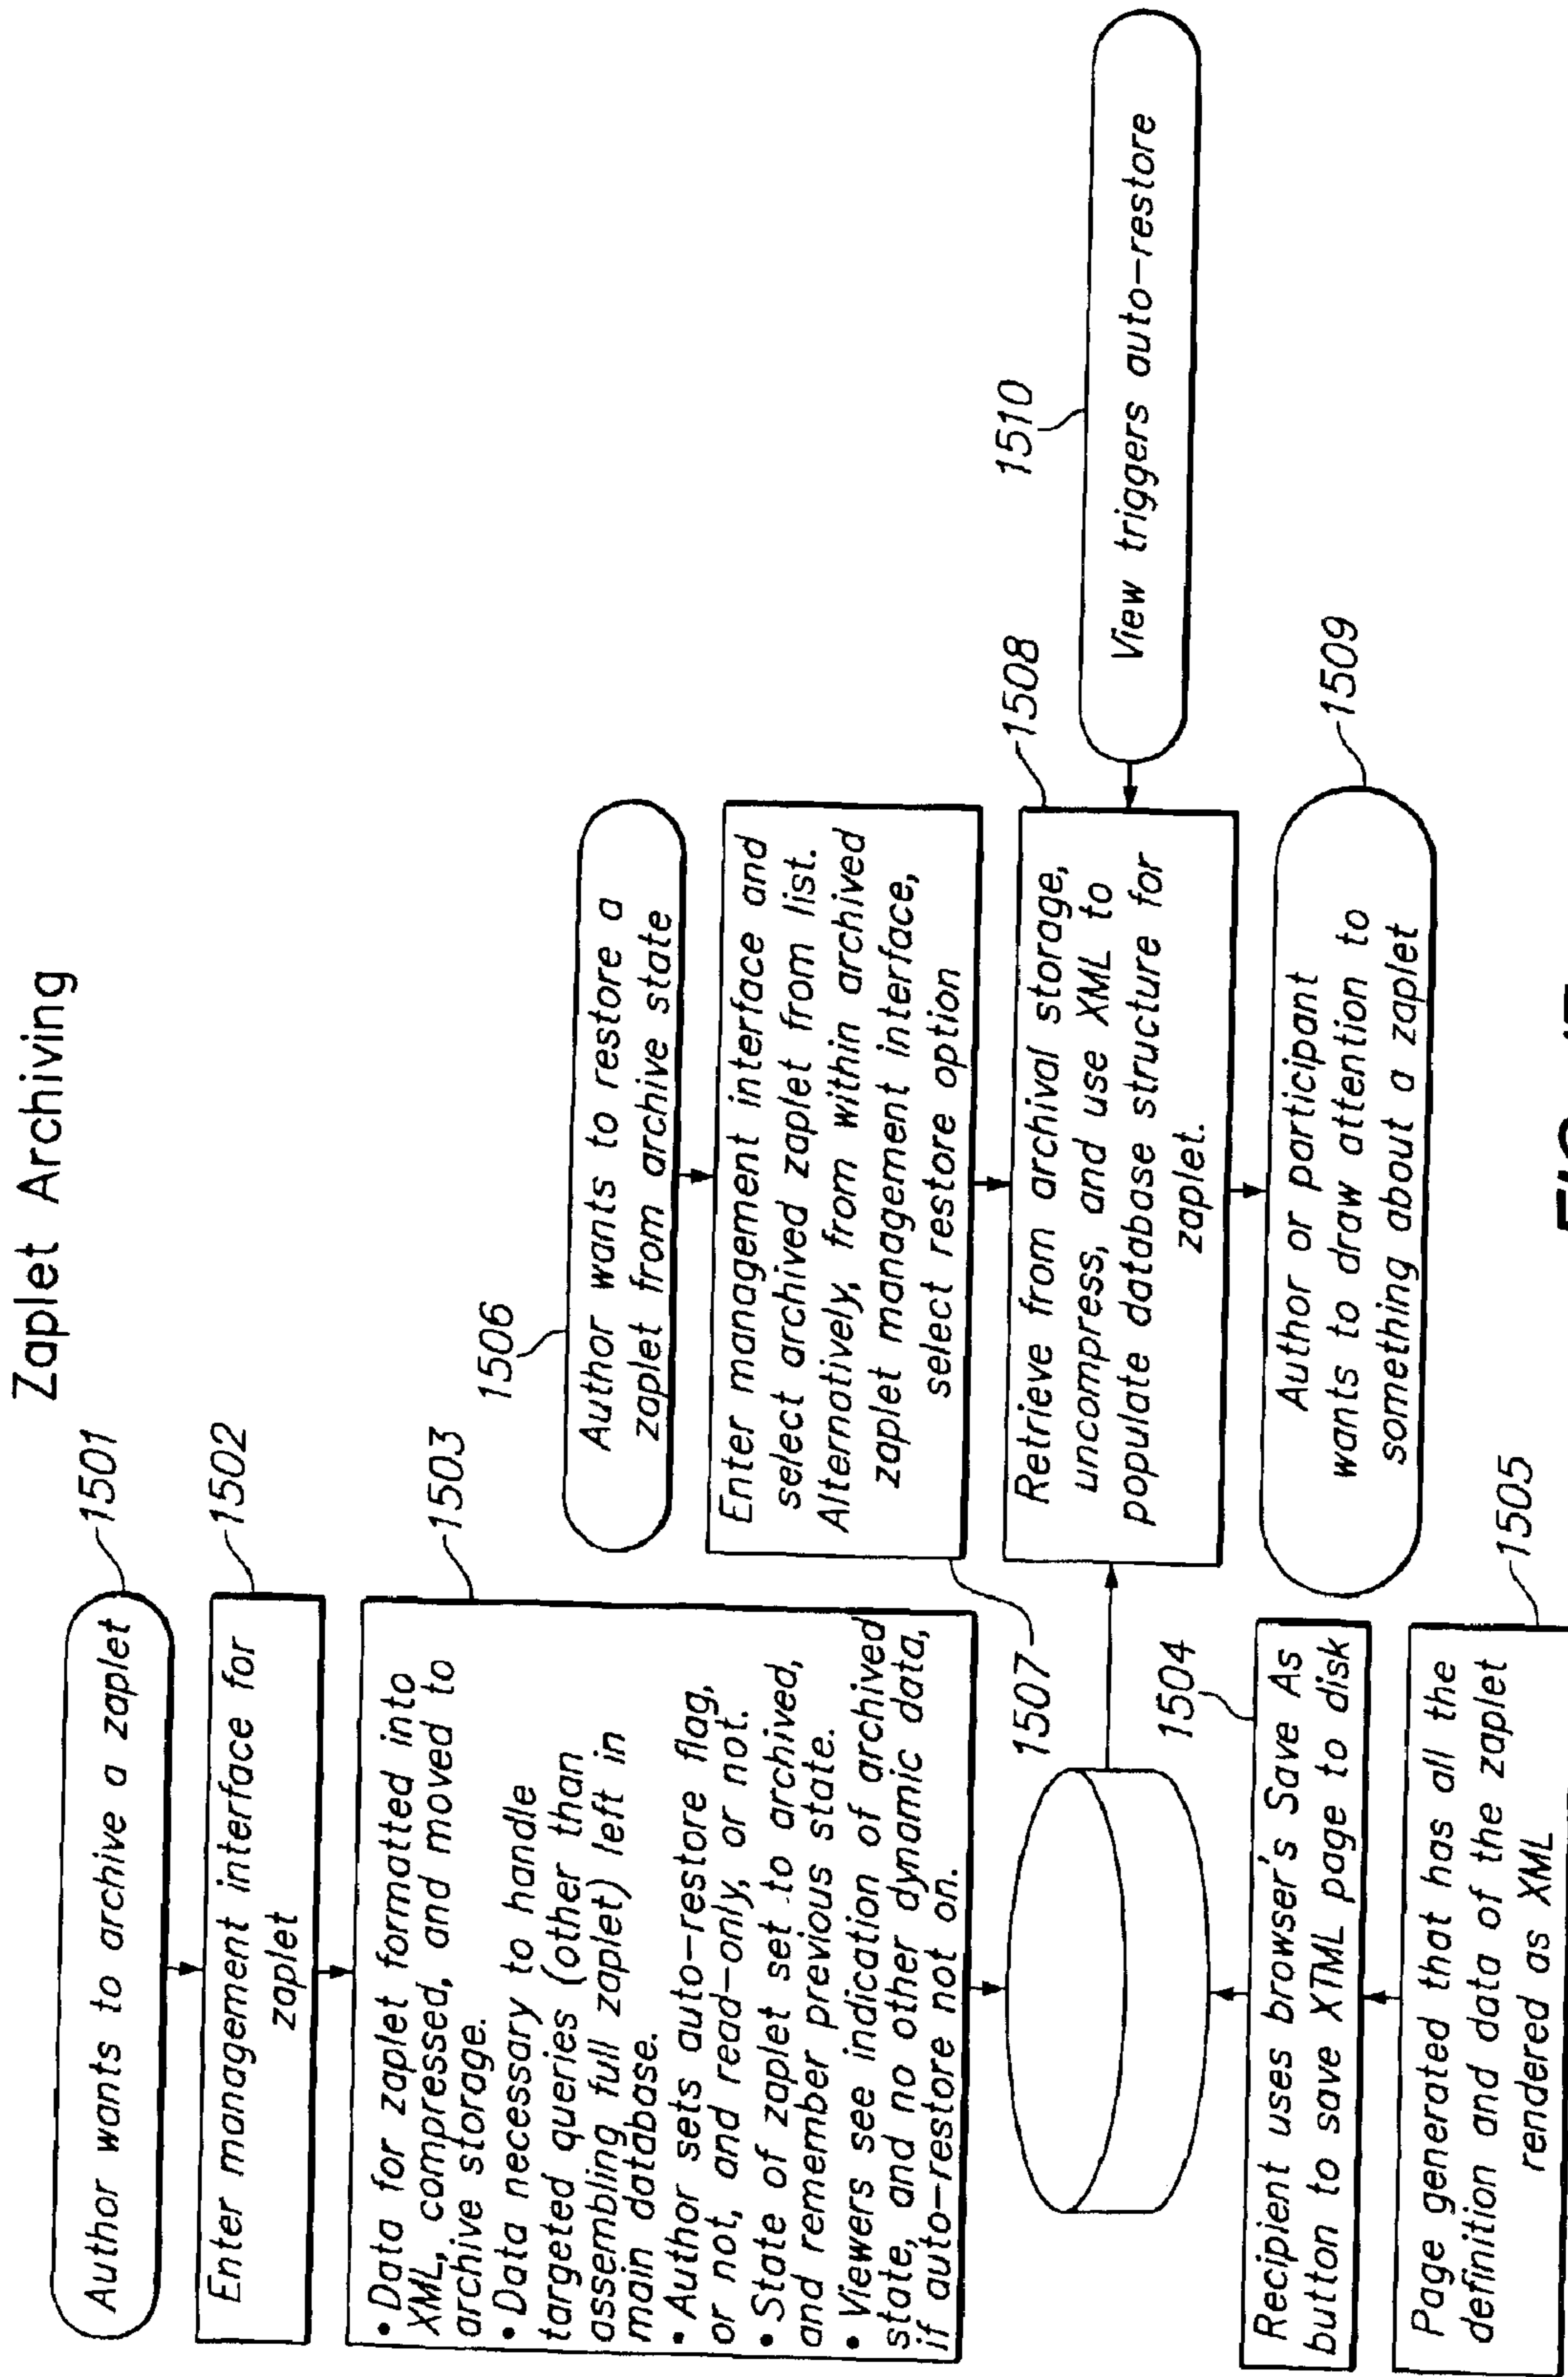 Zaplet Archiving
1501
Author wants to archive a zaplet
1502
Enter management interface for
zaplet
1503
• Data for zaplet formatted into
XML, compressed, and moved to
archive storage.
• Data necessary to handle
targeted queries (other than
assembling full zaplet) left in
main database.
• Author sets auto-restore flag,
or not, and read-only, or not.
• State of zaplet set to archived,
and remember previous state.
• Viewers see indication of archived
state, and no other dynamic data,
if auto-restore not on.
1504
Recipient uses browser's Save As
button to save XTML page to disk
1505
Page generated that has all the
definition and data of the zaplet
rendered as XML
1506
Author wants to restore a
zaplet from archive state
1507
Enter management interface and
select archived zaplet from list.
Alternatively, from within archived
zaplet management interface,
select restore option
1508
Retrieve from archival storage,
uncompress, and use XML to
populate database structure for
zaplet.
1509
Author or participant
wants to draw attention to
something about a zaplet
1510
View triggers auto-restore